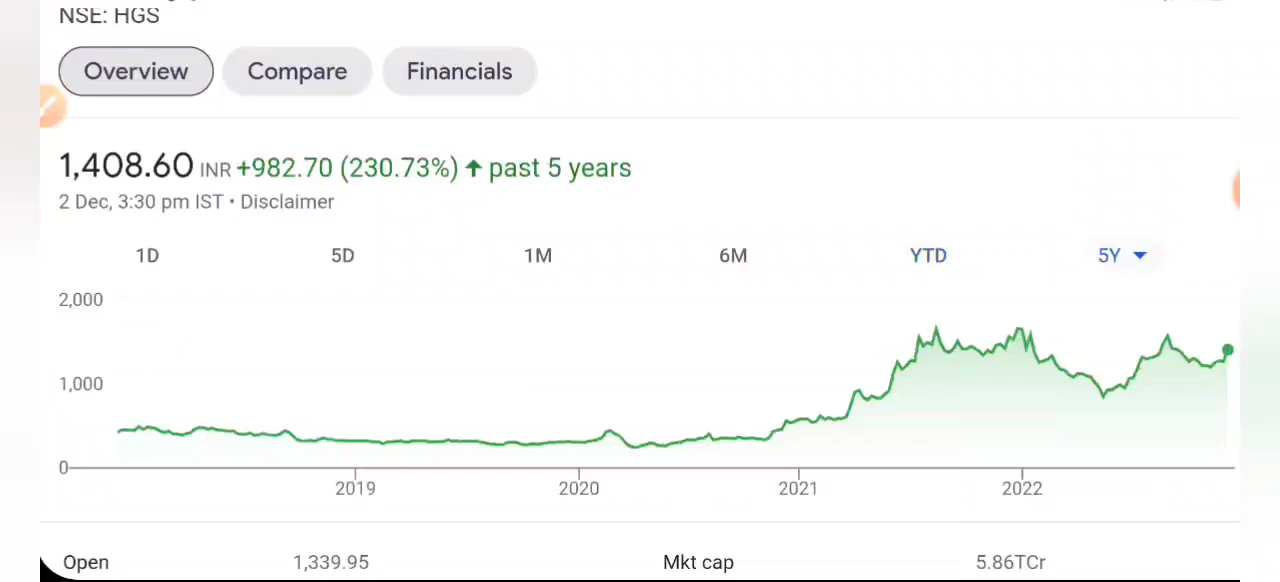 NSE: HGS
Overview Compare Financials
1,408.60 INR +982.70 (230.73%) ↑ past 5 years
2 Dec, 3:30 pm IST • Disclaimer
1D 5D 1M 6M YTD 5Y
2,000
1,000
0
2019 2020 2021 2022
Open 1,339.95 Mkt cap 5.86TCr